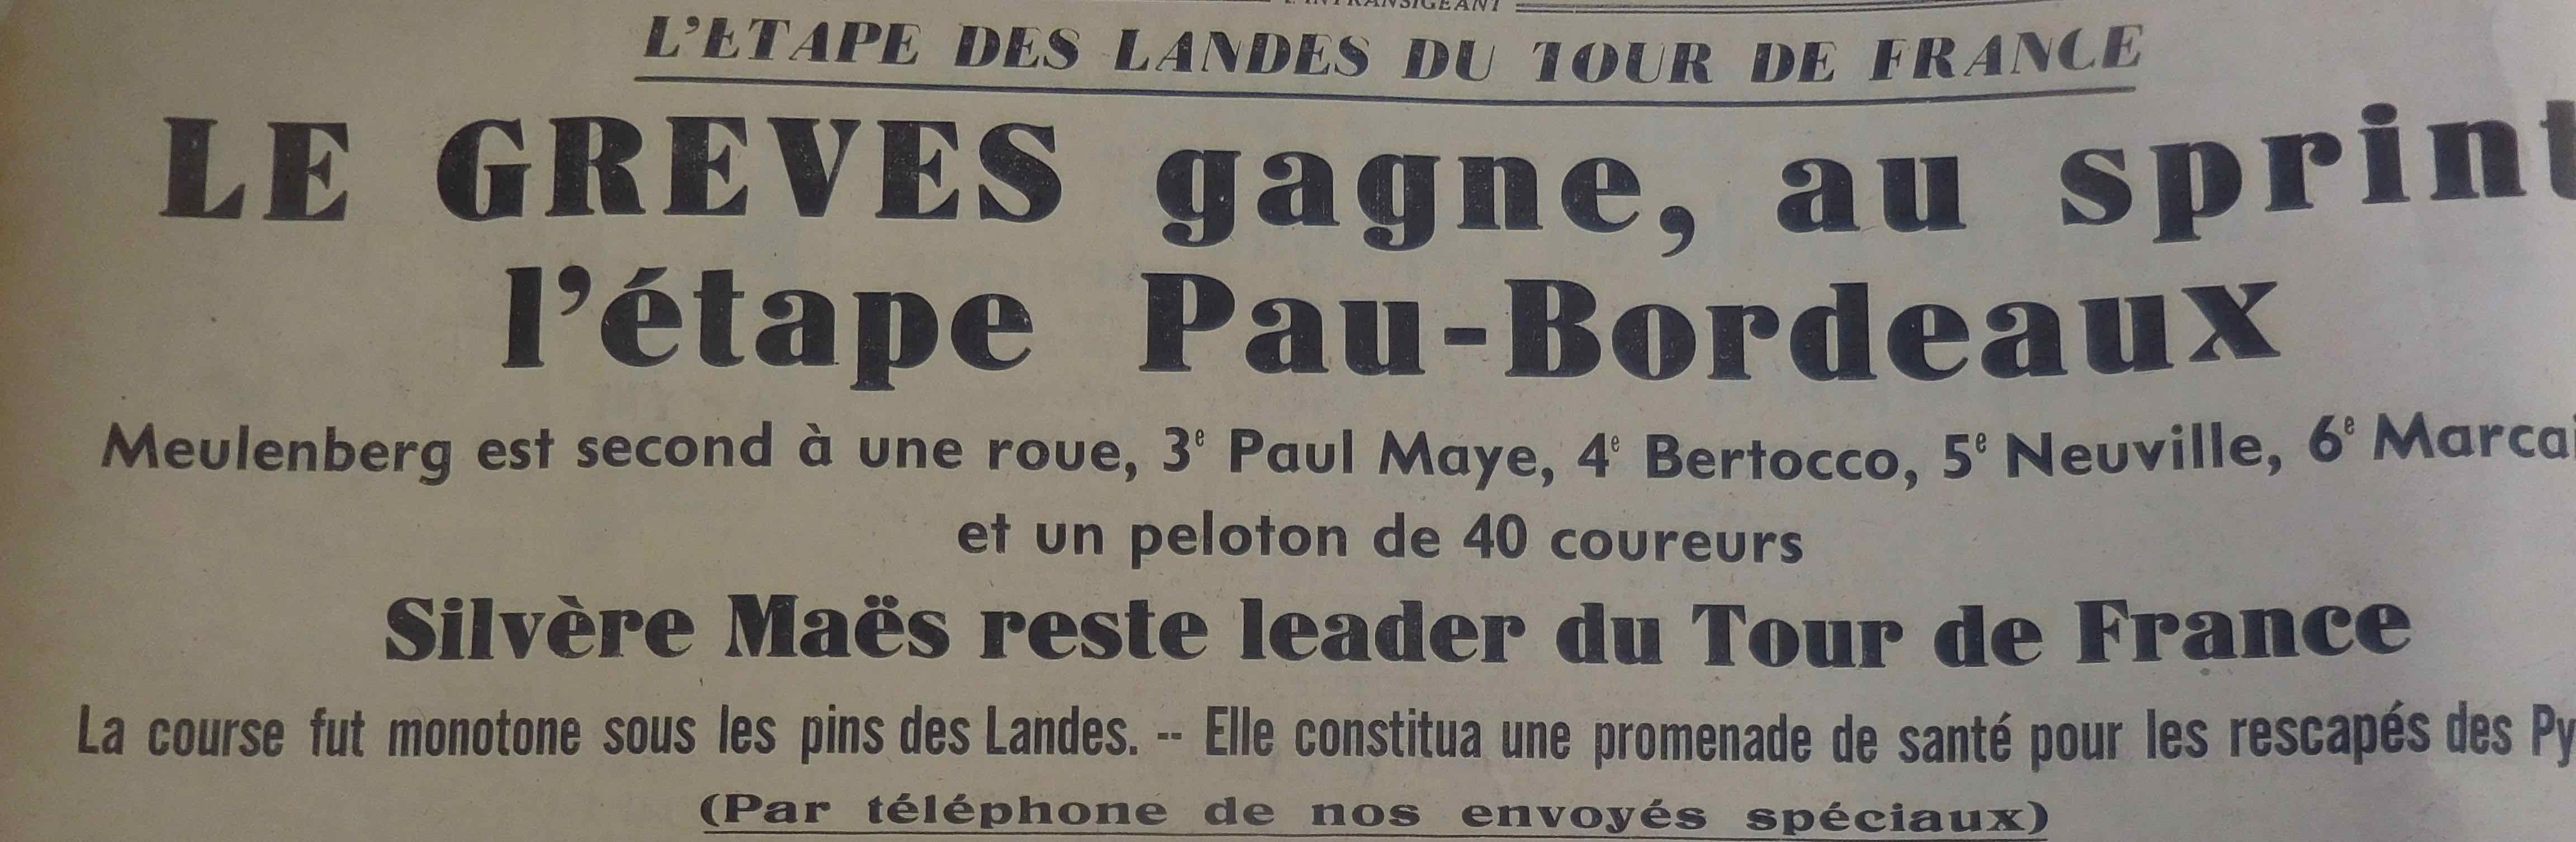 L'INTRANSIGEANT
L'ETAPE DES LANDES DU TOUR DE FRANCE
LE GREVES gagne, au sprint
l'étape Pau-Bordeaux
Meulenberg est second à une roue, 3e Paul Maye, 4e Bertocco, 5e Neuville, 6e Marcai
et un peloton de 40 coureurs
Silvère Maës reste leader du Tour de France
La course fut monotone sous les pins des Landes. -- Elle constitua une promenade de santé pour les rescapés des Py
(Par téléphone de nos envoyés spéciaux)